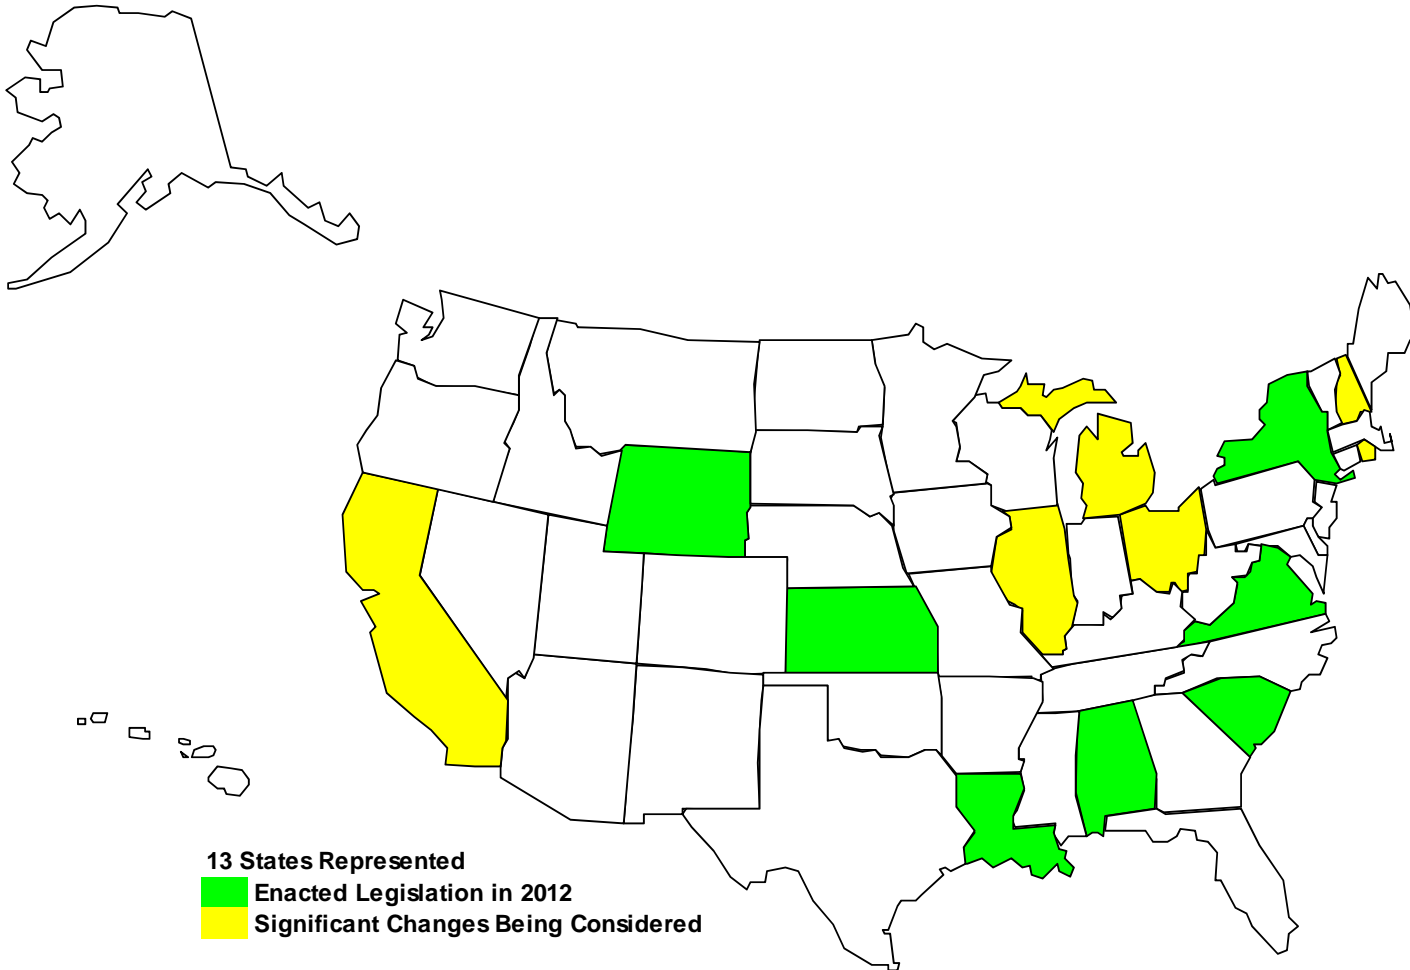 13 States Represented
Enacted Legislation in 2012
Significant Changes Being Considered